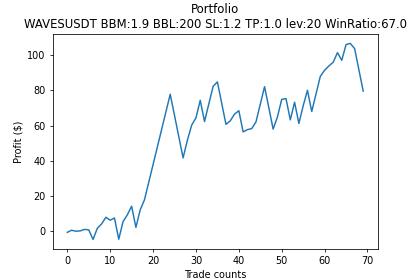 Portfolio
WAVESUSDT BBM:1.9 BBL:200 SL:1.2 TP:1.0 lev:20 WinRatio:67.0
Profit ($)
100
80
60
40
20
0
0 10 20 30 40 50 60 70
Trade counts